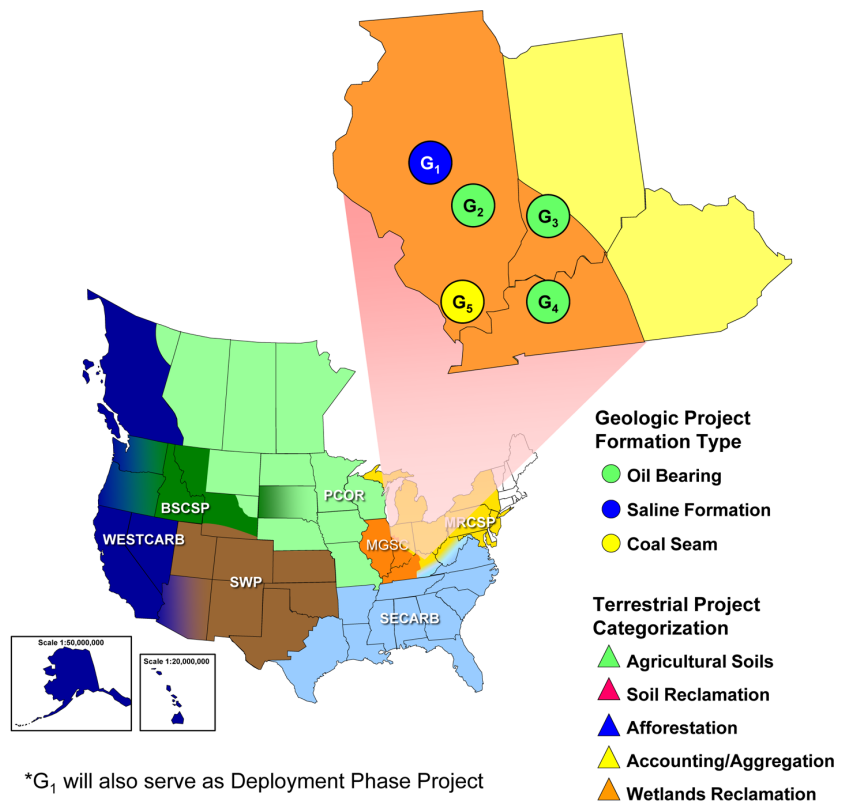 G1
G2
G3
G5
G4
Geologic Project
Formation Type
Oil Bearing
Saline Formation
Coal Seam
PCOR
BSCSP
WESTCARB
MGSC
MRCSP
SWP
SECARB
Terrestrial Project
Categorization
Agricultural Soils
Soil Reclamation
Afforestation
Accounting/Aggregation
Wetlands Reclamation
Scale 1:50,000,000
Scale 1:20,000,000
*G1 will also serve as Deployment Phase Project